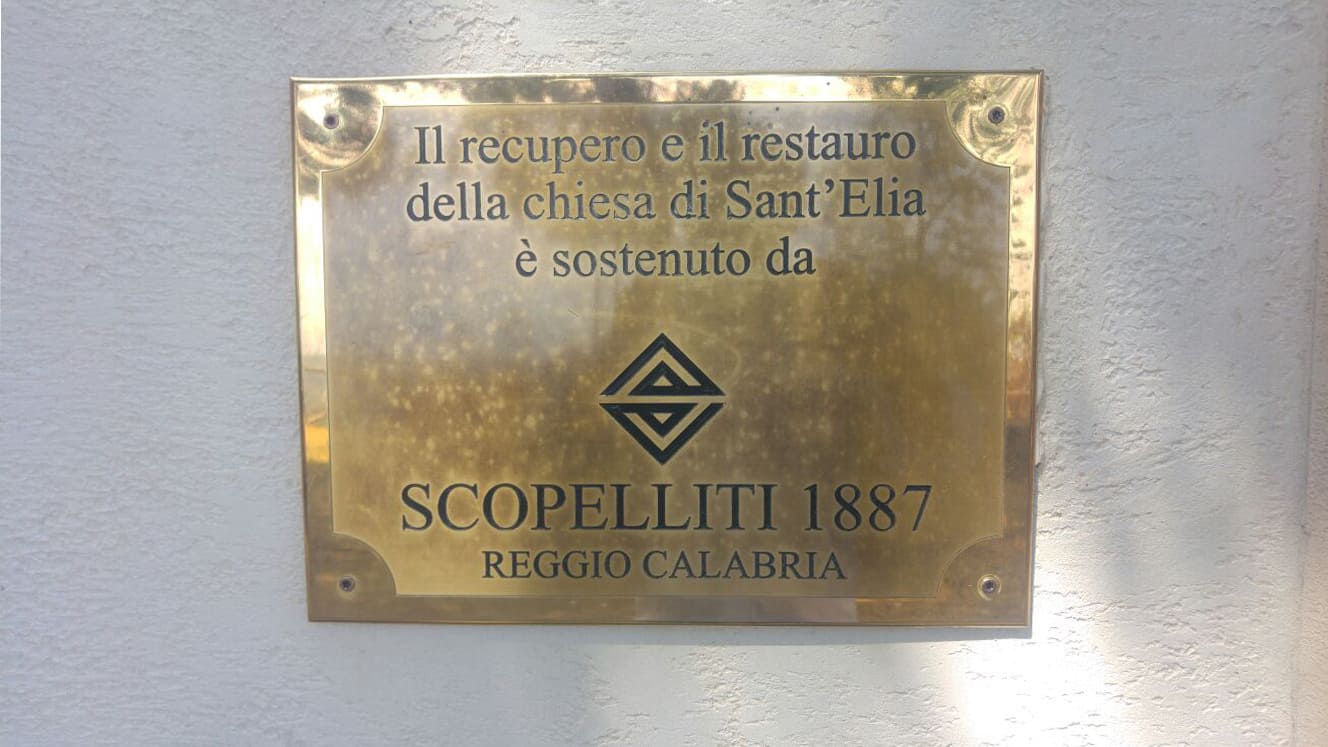 Il recupero e il restauro
della chiesa di Sant’Elia
è sostenuto da
SCOPELLITI 1887
REGGIO CALABRIA